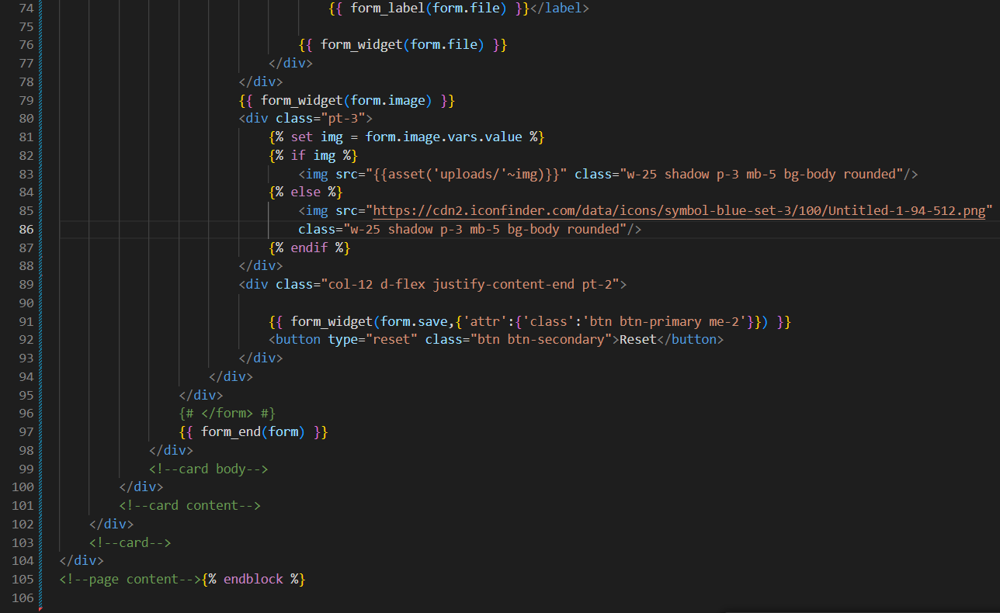 74 {{ form_label(form.file) }}</label>
75
76 {{ form_widget(form.file) }}
77 </div>
78 </div>
79 {{ form_widget(form.image) }}
80 <div class="pt-3">
81 {% set img = form.image.vars.value %}
82 {% if img %}
83 <img src="{{asset('uploads/'~img)}}" class="w-25 shadow p-3 mb-5 bg-body rounded"/>
84 {% else %}
85 <img src="https://cdn2.iconfinder.com/data/icons/symbol-blue-set-3/100/Untitled-1-94-512.png"
86 class="w-25 shadow p-3 mb-5 bg-body rounded"/>
87 {% endif %}
88 </div>
89 <div class="col-12 d-flex justify-content-end pt-2">
90
91 {{ form_widget(form.save,{'attr':{'class':'btn btn-primary me-2'}}) }}
92 <button type="reset" class="btn btn-secondary">Reset</button>
93 </div>
94 </div>
95 </div>
96 {# </form> #}
97 {{ form_end(form) }}
98 </div>
99 <!--card body-->
100 </div>
101 <!--card content-->
102 </div>
103 <!--card-->
104 </div>
105 <!--page content-->{% endblock %}
106